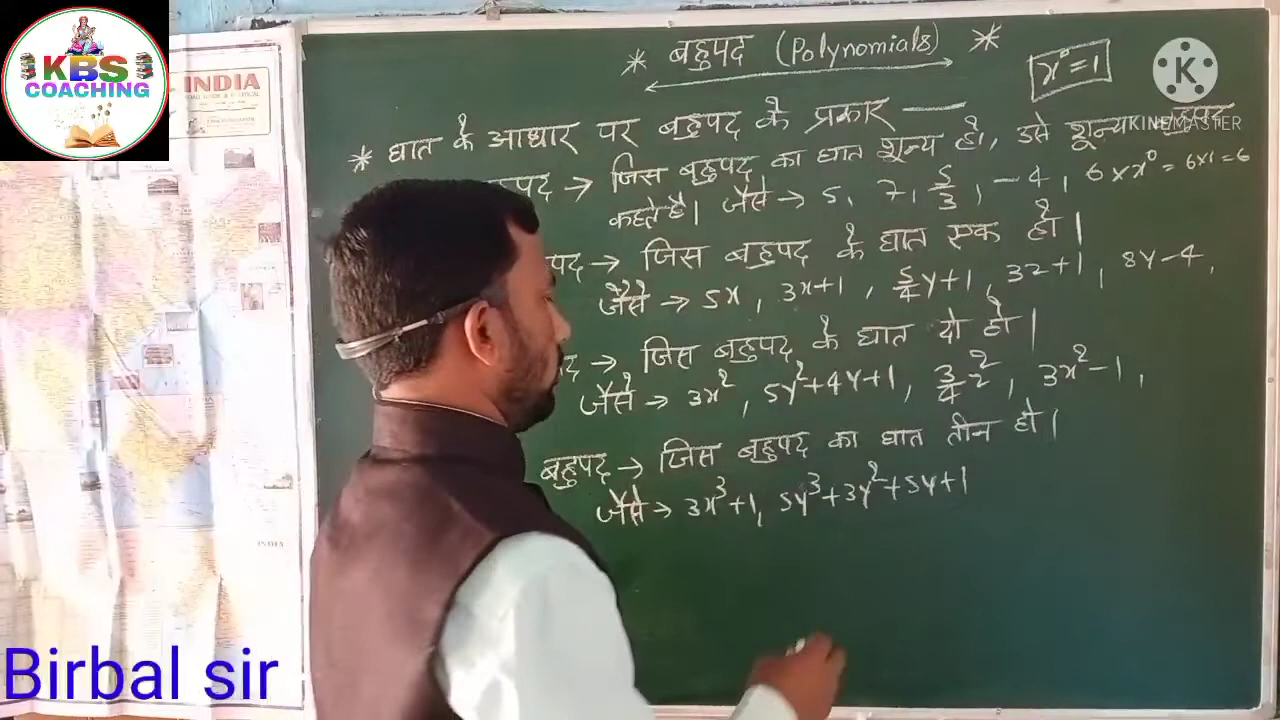 KBS
COACHING
INDIA
* बहुपद (Polynomials) *
x⁰ = 1
K
KINEMASTER
* घात के आधार पर बहुपद के प्रकार —
पद → जिस बहुपद का घात शून्य हो, उसे शून्य बहुपद
कहते है। जैसे → 5, 7, 5/3, -4, 6 × x⁰ = 6×1 = 6
पद → जिस बहुपद के घात एक हो।
जैसे → 5x, 3x+1, 5/4y+1, 3z+1, 8y-4,
द → जिस बहुपद के घात दो हो।
जैसे → 3x², 5y²+4y+1, 3/4z², 3x²-1,
बहुपद → जिस बहुपद का घात तीन हो।
जैसे → 3x³+1, 5y³+3y²+5y+1
INDIA
Birbal sir